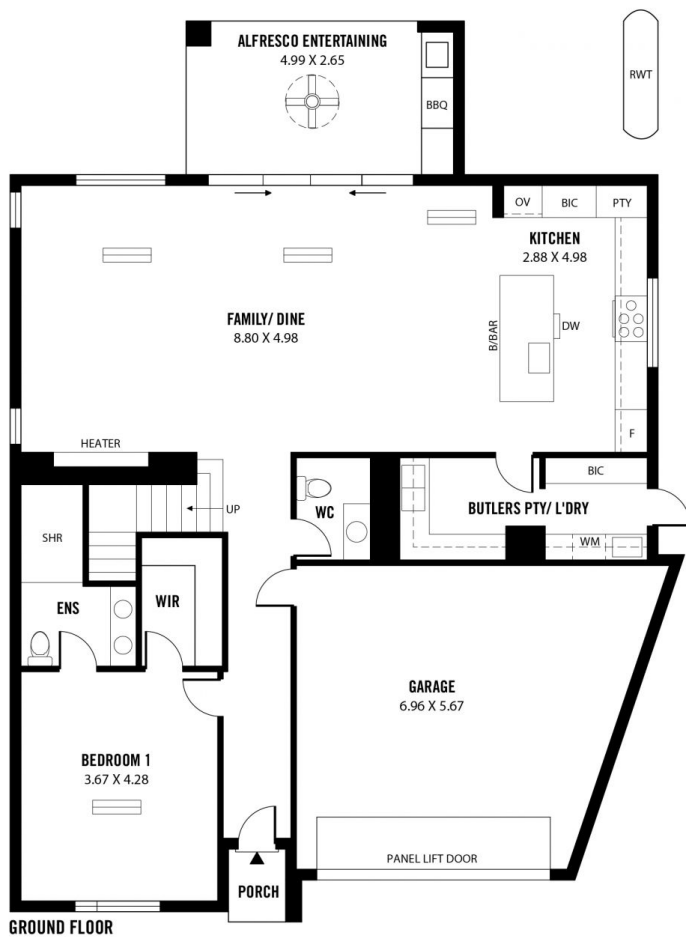 ALFRESCO ENTERTAINING
4.99 X 2.65
RWT
BBQ
OV
BIC
PTY
KITCHEN
2.88 X 4.98
FAMILY/ DINE
8.80 X 4.98
B/BAR
DW
F
HEATER
BIC
UP
WC
BUTLERS PTY/ L'DRY
SHR
WM
WIR
ENS
GARAGE
6.96 X 5.67
BEDROOM 1
3.67 X 4.28
PANEL LIFT DOOR
PORCH
GROUND FLOOR